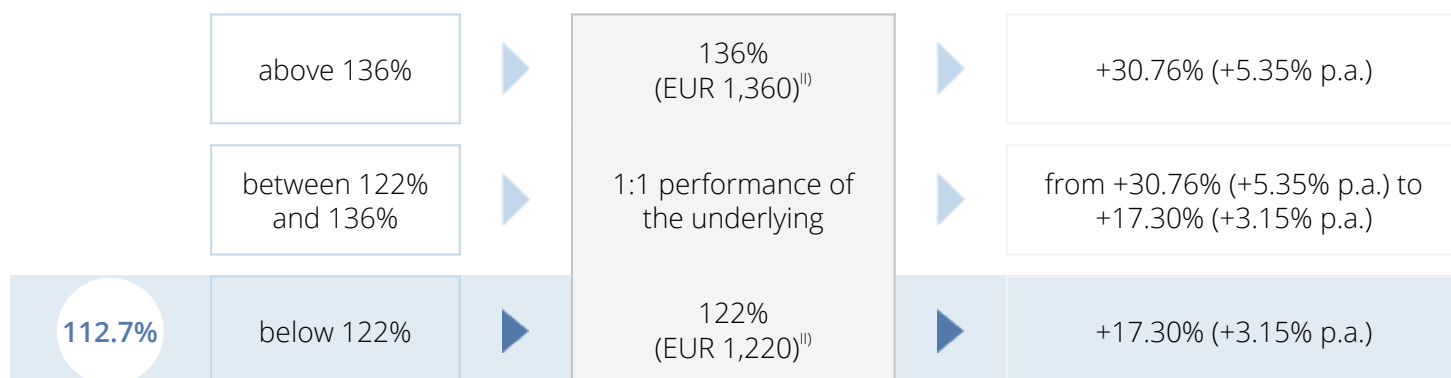 above 136%
136%
(EUR 1,360)II)
+30.76% (+5.35% p.a.)
between 122%
and 136%
1:1 performance of
the underlying
from +30.76% (+5.35% p.a.) to
+17.30% (+3.15% p.a.)
112.7%
below 122%
122%
(EUR 1,220)II)
+17.30% (+3.15% p.a.)